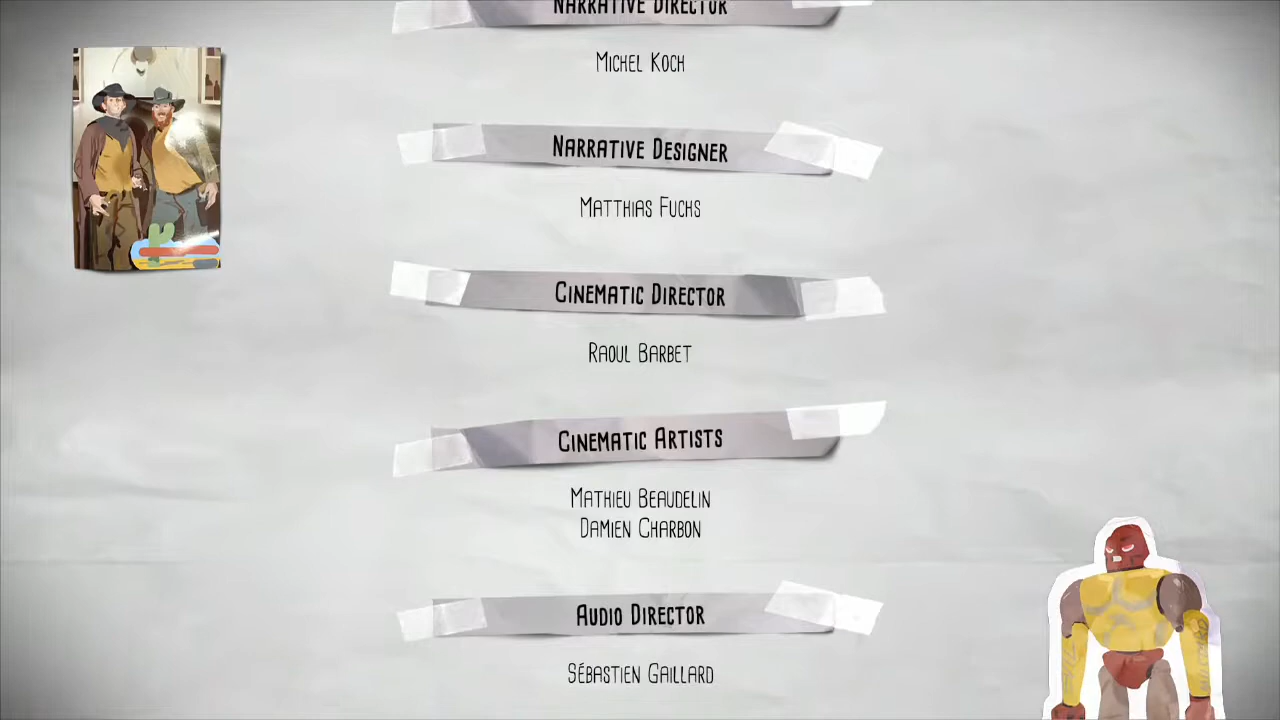 NARRATIVE DIRECTOR
MICHEL KOCH
NARRATIVE DESIGNER
MATTHIAS FUCHS
CINEMATIC DIRECTOR
RAOUL BARBET
CINEMATIC ARTISTS
MATHIEU BEAUDELIN
DAMIEN CHARBON
AUDIO DIRECTOR
SÉBASTIEN GAILLARD